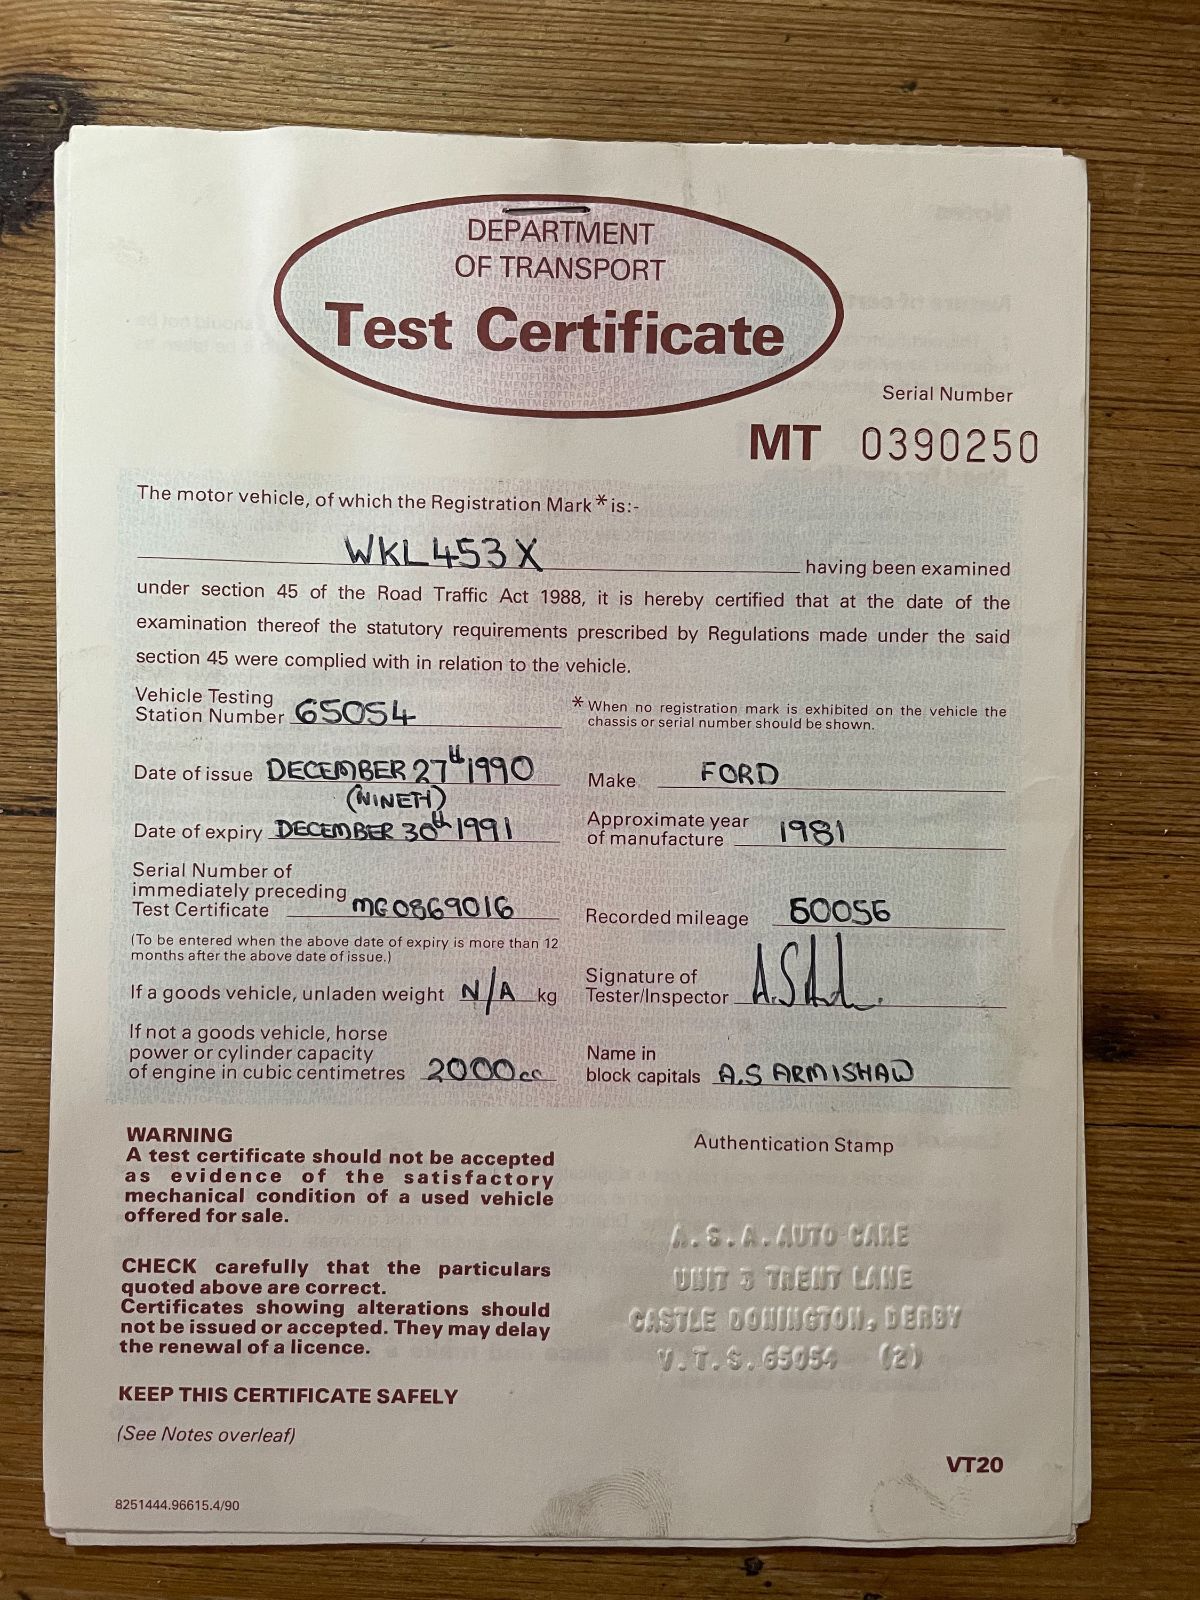 DEPARTMENT
OF TRANSPORT
Test Certificate
Serial Number
MT 0390250
The motor vehicle, of which the Registration Mark * is:-
WKL 453 X having been examined
under section 45 of the Road Traffic Act 1988, it is hereby certified that at the date of the
examination thereof the statutory requirements prescribed by Regulations made under the said
section 45 were complied with in relation to the vehicle.
Vehicle Testing
Station Number 65054
* When no registration mark is exhibited on the vehicle the
chassis or serial number should be shown.
Date of issue DECEMBER 27th 1990
(NINETY)
Make FORD
Date of expiry DECEMBER 30th 1991
Approximate year
of manufacture 1981
Serial Number of
immediately preceding
Test Certificate MG0869016
(To be entered when the above date of expiry is more than 12
months after the above date of issue.)
Recorded mileage 50056
If a goods vehicle, unladen weight N/A kg
Signature of
Tester/Inspector
If not a goods vehicle, horse
power or cylinder capacity
of engine in cubic centimetres 2000cc
Name in
block capitals A.S ARMISHAW
WARNING
A test certificate should not be accepted
as evidence of the satisfactory
mechanical condition of a used vehicle
offered for sale.
CHECK carefully that the particulars
quoted above are correct.
Certificates showing alterations should
not be issued or accepted. They may delay
the renewal of a licence.
KEEP THIS CERTIFICATE SAFELY
(See Notes overleaf)
8251444.96615.4/90
Authentication Stamp
A.S.A. AUTO CARE
UNIT 3 TRENT LANE
CASTLE DONINGTON, DERBY
V.T.S. 65054 (2)
VT20